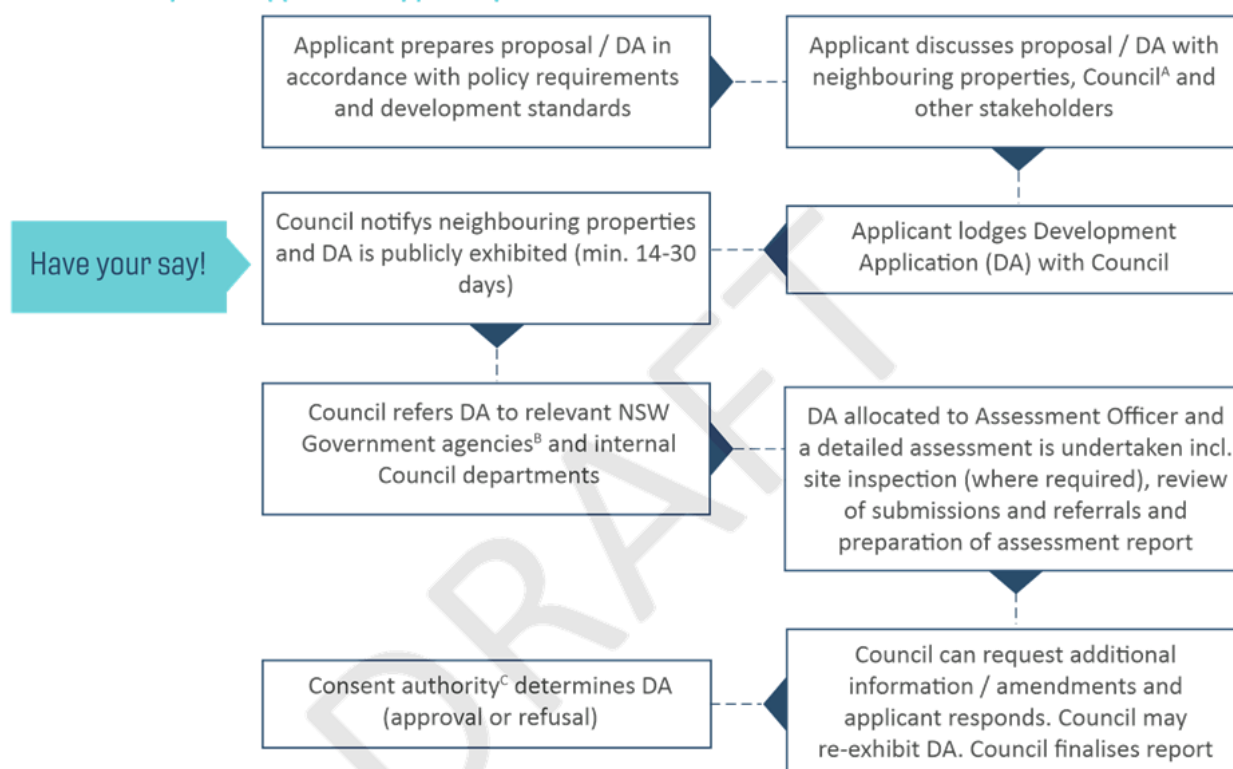 Applicant prepares proposal / DA in
accordance with policy requirements
and development standards
Applicant discusses proposal / DA with
neighbouring properties, Council^A and
other stakeholders
Have your say!
Council notifys neighbouring properties
and DA is publicly exhibited (min. 14-30
days)
Applicant lodges Development
Application (DA) with Council
Council refers DA to relevant NSW
Government agencies^B and internal
Council departments
DA allocated to Assessment Officer and
a detailed assessment is undertaken incl.
site inspection (where required), review
of submissions and referrals and
preparation of assessment report
Consent authority^C determines DA
(approval or refusal)
Council can request additional
information / amendments and
applicant responds. Council may
re-exhibit DA. Council finalises report
DRAFT